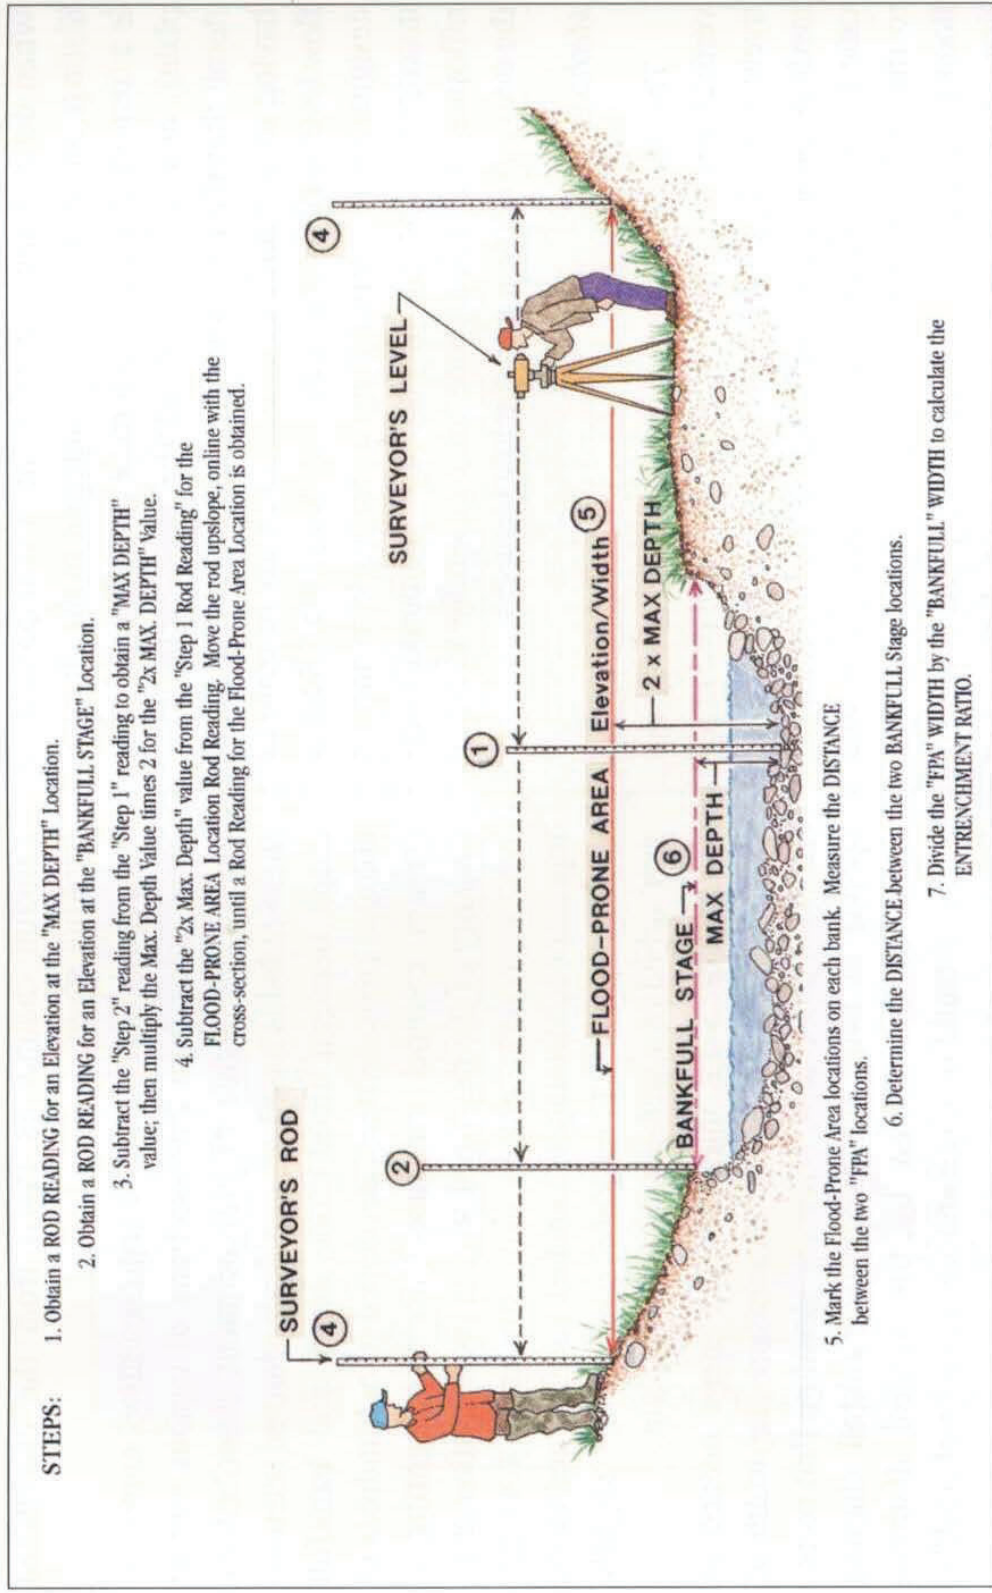 STEPS:
1. Obtain a ROD READING for an Elevation at the "MAX DEPTH" Location.
2. Obtain a ROD READING for an Elevation at the "BANKFULL STAGE" Location.
3. Subtract the "Step 2" reading from the "Step 1" reading to obtain a "MAX DEPTH"
value; then multiply the Max. Depth Value times 2 for the "2x MAX. DEPTH" Value.
4. Subtract the "2x Max. Depth" value from the "Step 1 Rod Reading" for the
FLOOD-PRONE AREA Location Rod Reading. Move the rod upslope, online with the
cross-section, until a Rod Reading for the Flood-Prone Area Location is obtained.
SURVEYOR'S ROD
4
2
1
SURVEYOR'S LEVEL
4
FLOOD-PRONE AREA Elevation/Width 5
BANKFULL STAGE 6
2 x MAX DEPTH
MAX DEPTH
5. Mark the Flood-Prone Area locations on each bank. Measure the DISTANCE
between the two "FPA" locations.
6. Determine the DISTANCE between the two BANKFULL Stage locations.
7. Divide the "FPA" WIDTH by the "BANKFULL" WIDTH to calculate the
ENTRENCHMENT RATIO.